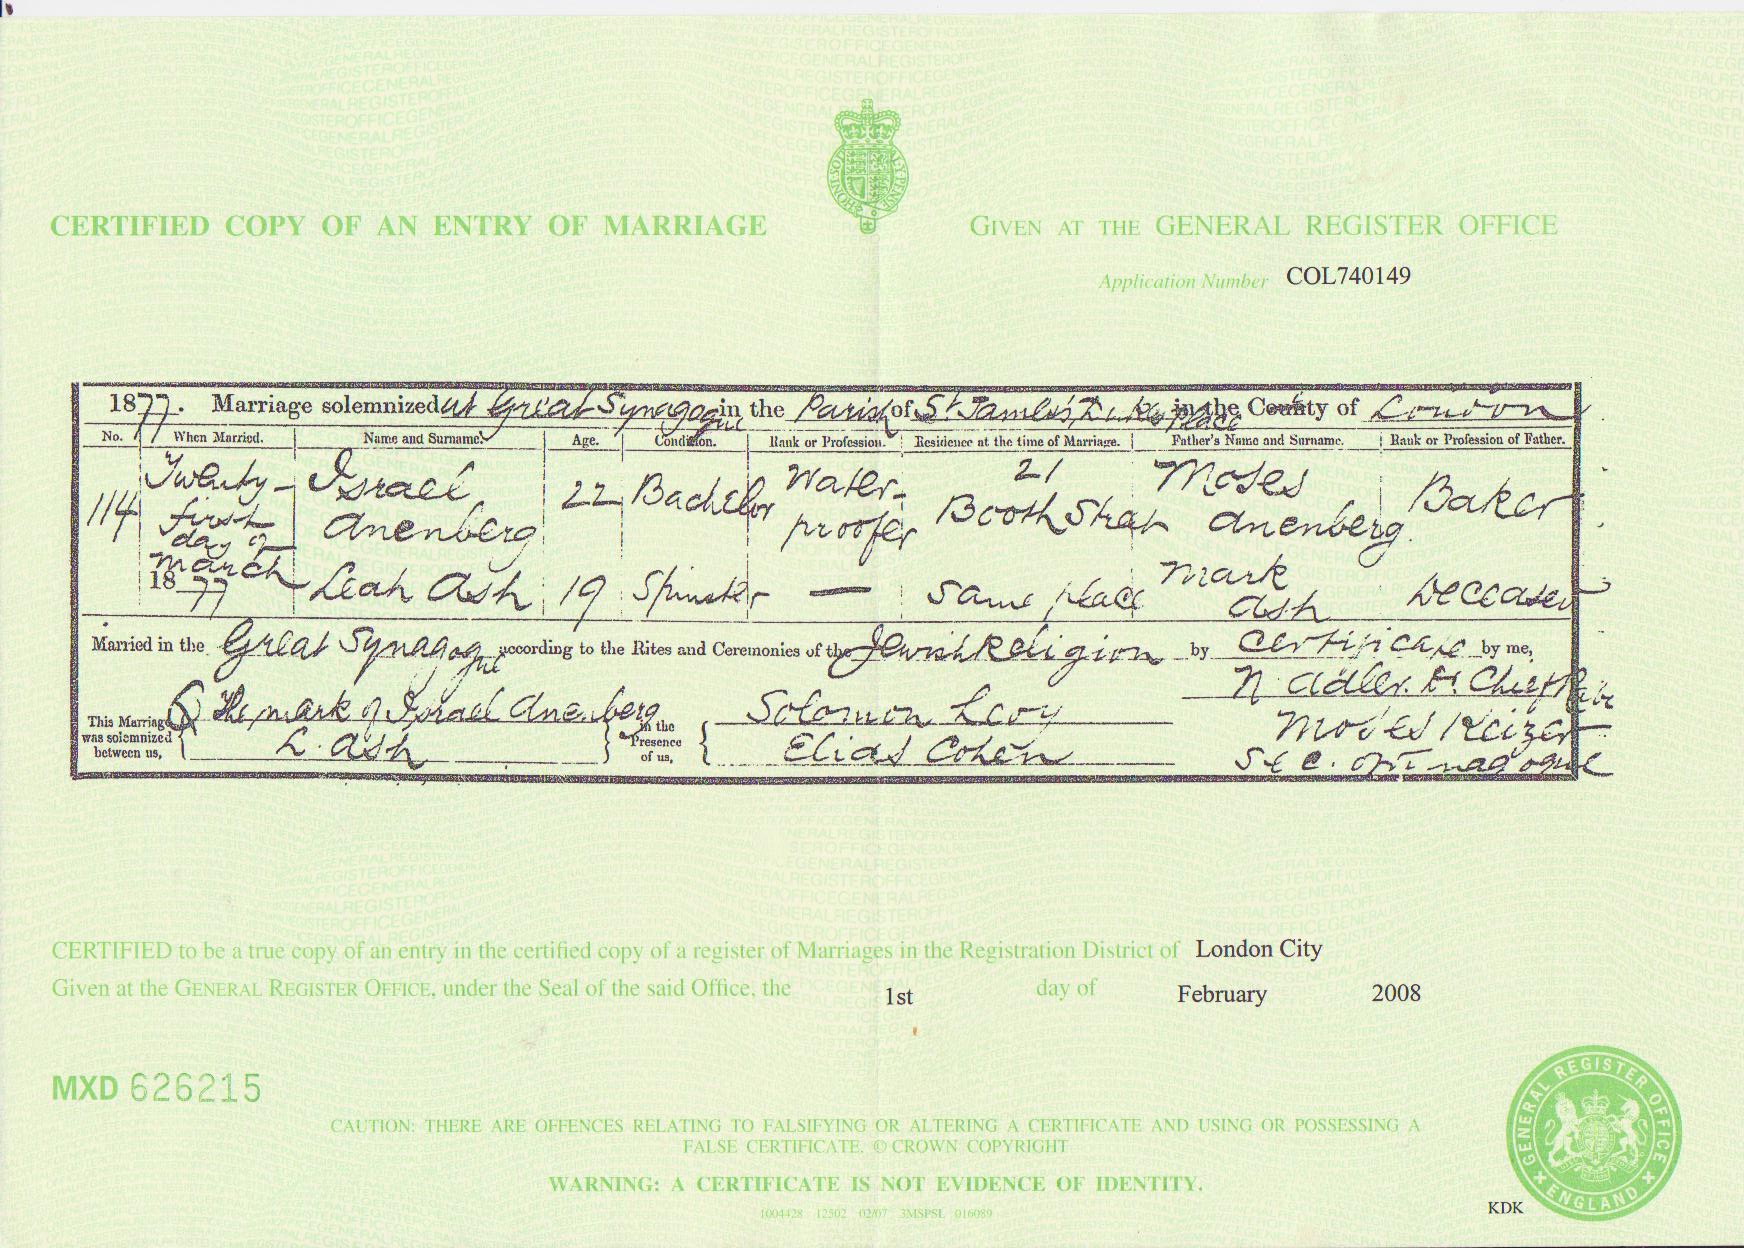 CERTIFIED COPY OF AN ENTRY OF MARRIAGE
GIVEN AT THE GENERAL REGISTER OFFICE
Application Number COL740149
1877. Marriage solemnized at Great Synagogue in the Parish of St James's, Dukes place in the County of London
No. When Married. Name and Surname. Age. Condition. Rank or Profession. Residence at the time of Marriage. Father's Name and Surname. Rank or Profession of Father.
114 Twenty-first day of March 1877
Israel Anenberg 22 Bachelor Water-proofer 21 Booth Street Moses Anenberg Baker
Leah Ash 19 Spinster — Same place Mark Ash Deceased
Married in the Great Synagogue according to the Rites and Ceremonies of the Jewish Religion by Certificate by me,
N. Adler. Dr Chief Rabbi
This Marriage was solemnized between us, { The mark of Israel Anenberg
L. Ash } in the Presence of us, { Solomon Levy
Elias Cohen
Moses Keizer
Sec. of Synagogue
CERTIFIED to be a true copy of an entry in the certified copy of a register of Marriages in the Registration District of London City
Given at the GENERAL REGISTER OFFICE, under the Seal of the said Office, the 1st day of February 2008
MXD 626215
CAUTION: THERE ARE OFFENCES RELATING TO FALSIFYING OR ALTERING A CERTIFICATE AND USING OR POSSESSING A
FALSE CERTIFICATE. © CROWN COPYRIGHT
WARNING: A CERTIFICATE IS NOT EVIDENCE OF IDENTITY.
1004428 12502 02/07 3MSPSL 016089
KDK
GENERAL REGISTER OFFICE
ENGLAND